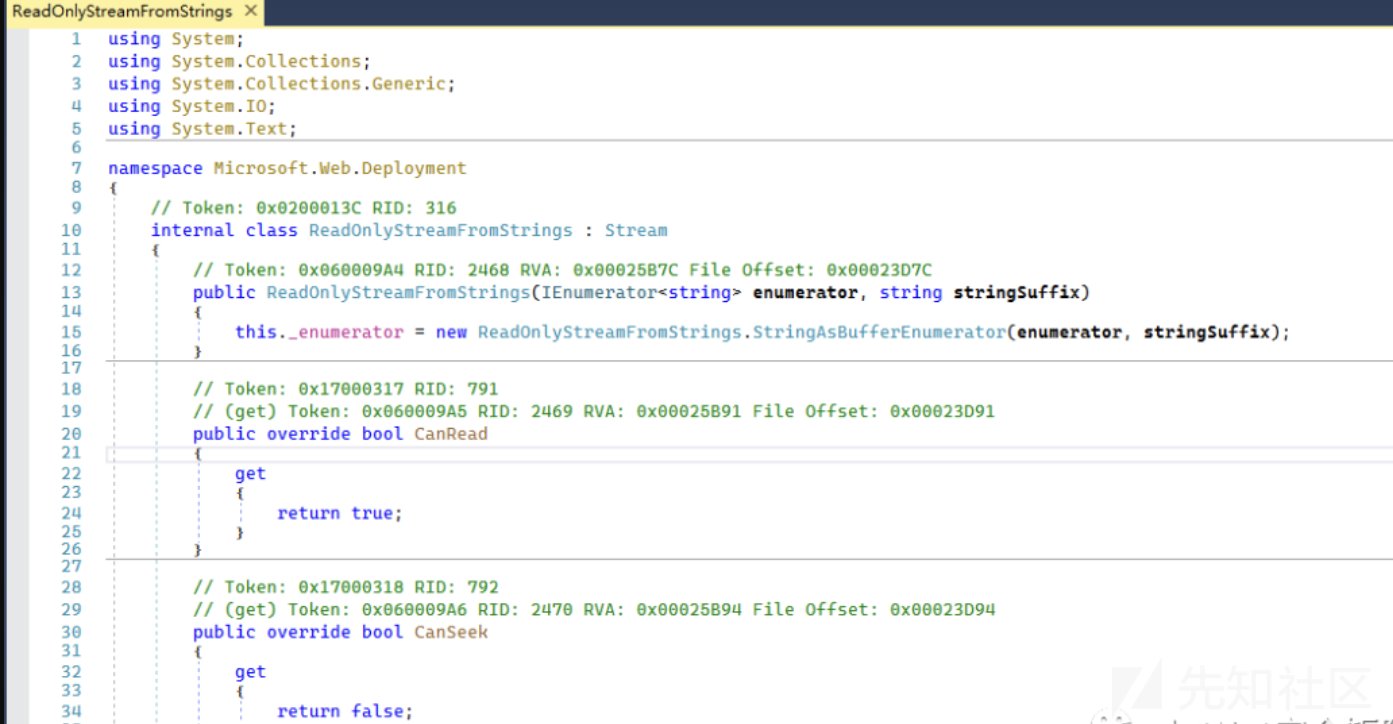 ReadOnlyStreamFromStrings ×
1 using System;
2 using System.Collections;
3 using System.Collections.Generic;
4 using System.IO;
5 using System.Text;
6
7 namespace Microsoft.Web.Deployment
8 {
9 // Token: 0x0200013C RID: 316
10 internal class ReadOnlyStreamFromStrings : Stream
11 {
12 // Token: 0x060009A4 RID: 2468 RVA: 0x00025B7C File Offset: 0x00023D7C
13 public ReadOnlyStreamFromStrings(IEnumerator<string> enumerator, string stringSuffix)
14 {
15 this._enumerator = new ReadOnlyStreamFromStrings.StringAsBufferEnumerator(enumerator, stringSuffix);
16 }
17
18 // Token: 0x17000317 RID: 791
19 // (get) Token: 0x060009A5 RID: 2469 RVA: 0x00025B91 File Offset: 0x00023D91
20 public override bool CanRead
21 {
22 get
23 {
24 return true;
25 }
26 }
27
28 // Token: 0x17000318 RID: 792
29 // (get) Token: 0x060009A6 RID: 2470 RVA: 0x00025B94 File Offset: 0x00023D94
30 public override bool CanSeek
31 {
32 get
33 {
34 return false;
先知社区